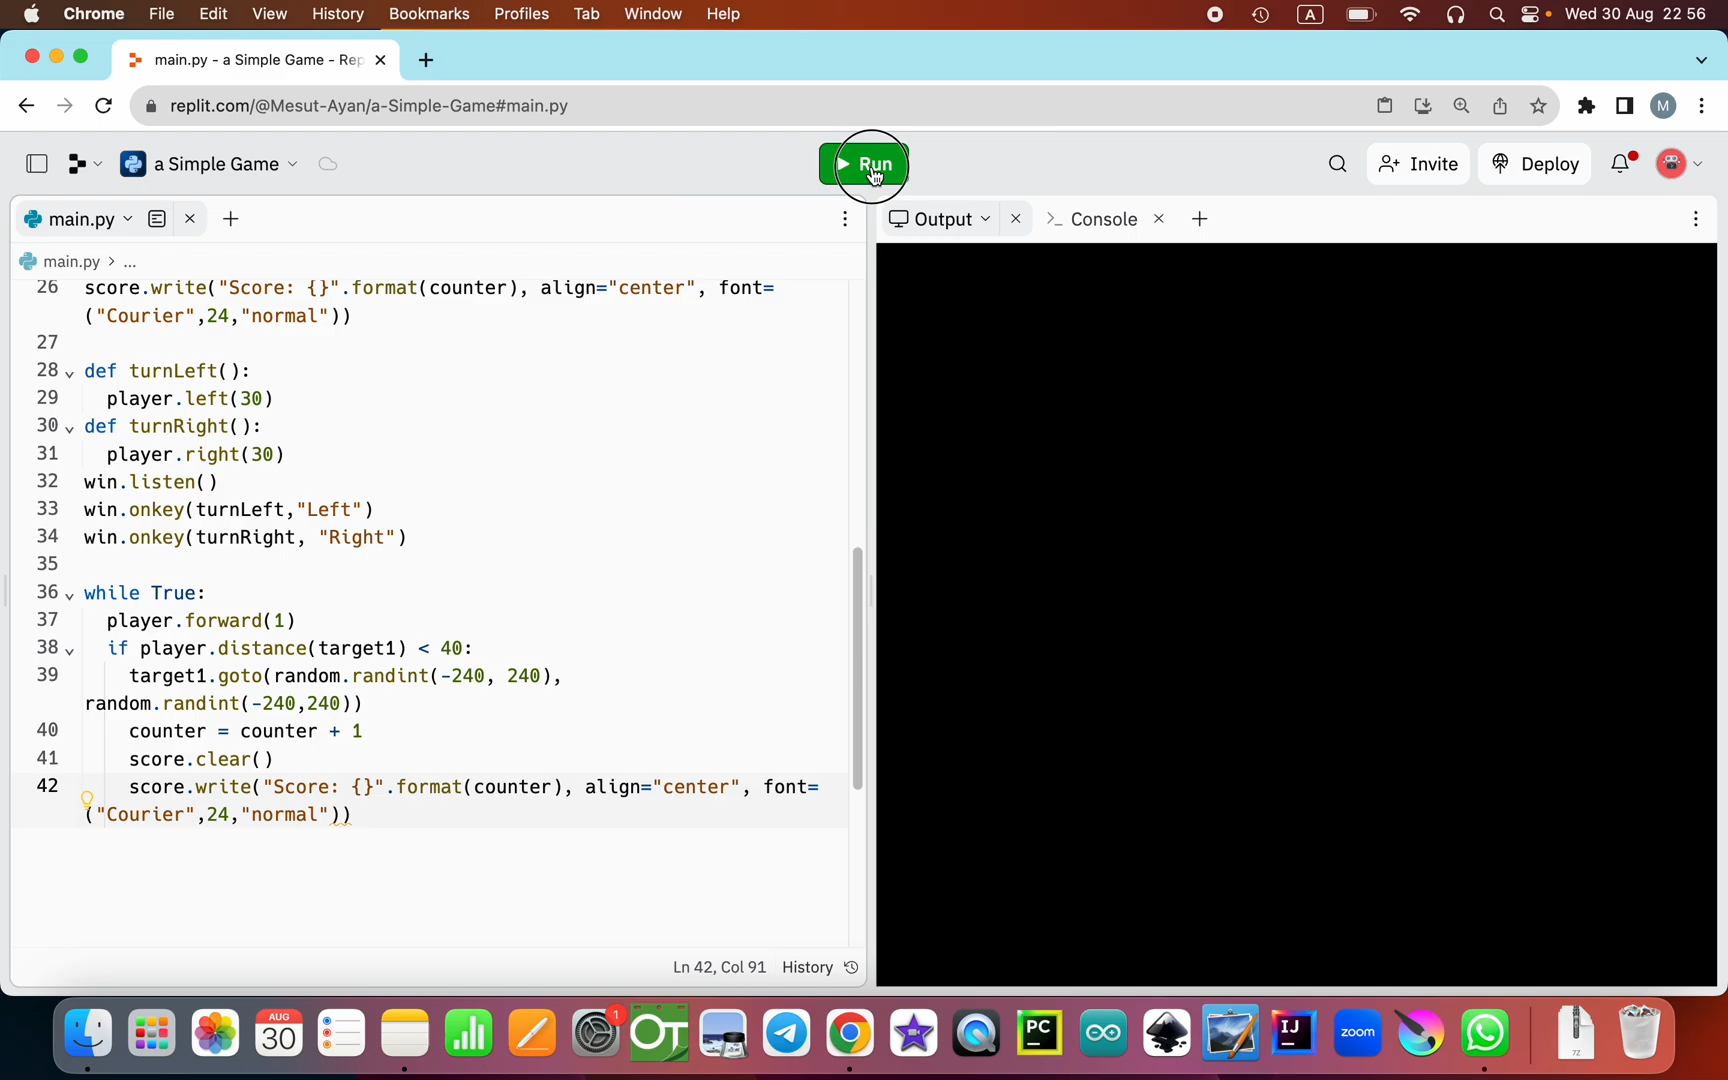 Chrome File Edit View History Bookmarks Profiles Tab Window Help A Wed 30 Aug 22 56
main.py - a Simple Game - Rep
replit.com/@Mesut-Ayan/a-Simple-Game#main.py M
a Simple Game Run Invite Deploy
main.py Output >_ Console
main.py > ...
26 score.write("Score: {}".format(counter), align="center", font=
("Courier",24,"normal"))
27
28 def turnLeft():
29 player.left(30)
30 def turnRight():
31 player.right(30)
32 win.listen()
33 win.onkey(turnLeft,"Left")
34 win.onkey(turnRight, "Right")
35
36 while True:
37 player.forward(1)
38 if player.distance(target1) < 40:
39 target1.goto(random.randint(-240, 240),
random.randint(-240,240))
40 counter = counter + 1
41 score.clear()
42 score.write("Score: {}".format(counter), align="center", font=
("Courier",24,"normal"))
Ln 42, Col 91 History
AUG 30 1 OT PC IJ zoom 7Z